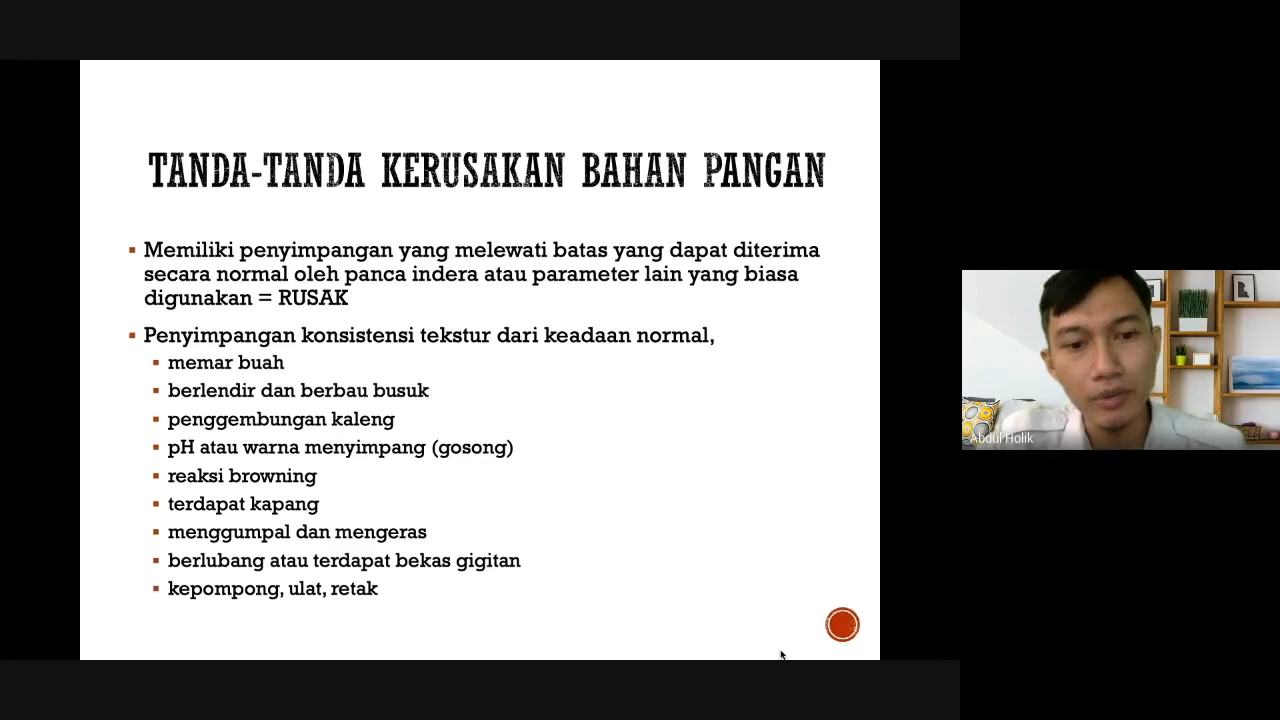 TANDA-TANDA KERUSAKAN BAHAN PANGAN
Memiliki penyimpangan yang melewati batas yang dapat diterima
secara normal oleh panca indera atau parameter lain yang biasa
digunakan = RUSAK
Penyimpangan konsistensi tekstur dari keadaan normal,
memar buah
berlendir dan berbau busuk
penggembungan kaleng
pH atau warna menyimpang (gosong)
reaksi browning
terdapat kapang
menggumpal dan mengeras
berlubang atau terdapat bekas gigitan
kepompong, ulat, retak
Abdul Holik